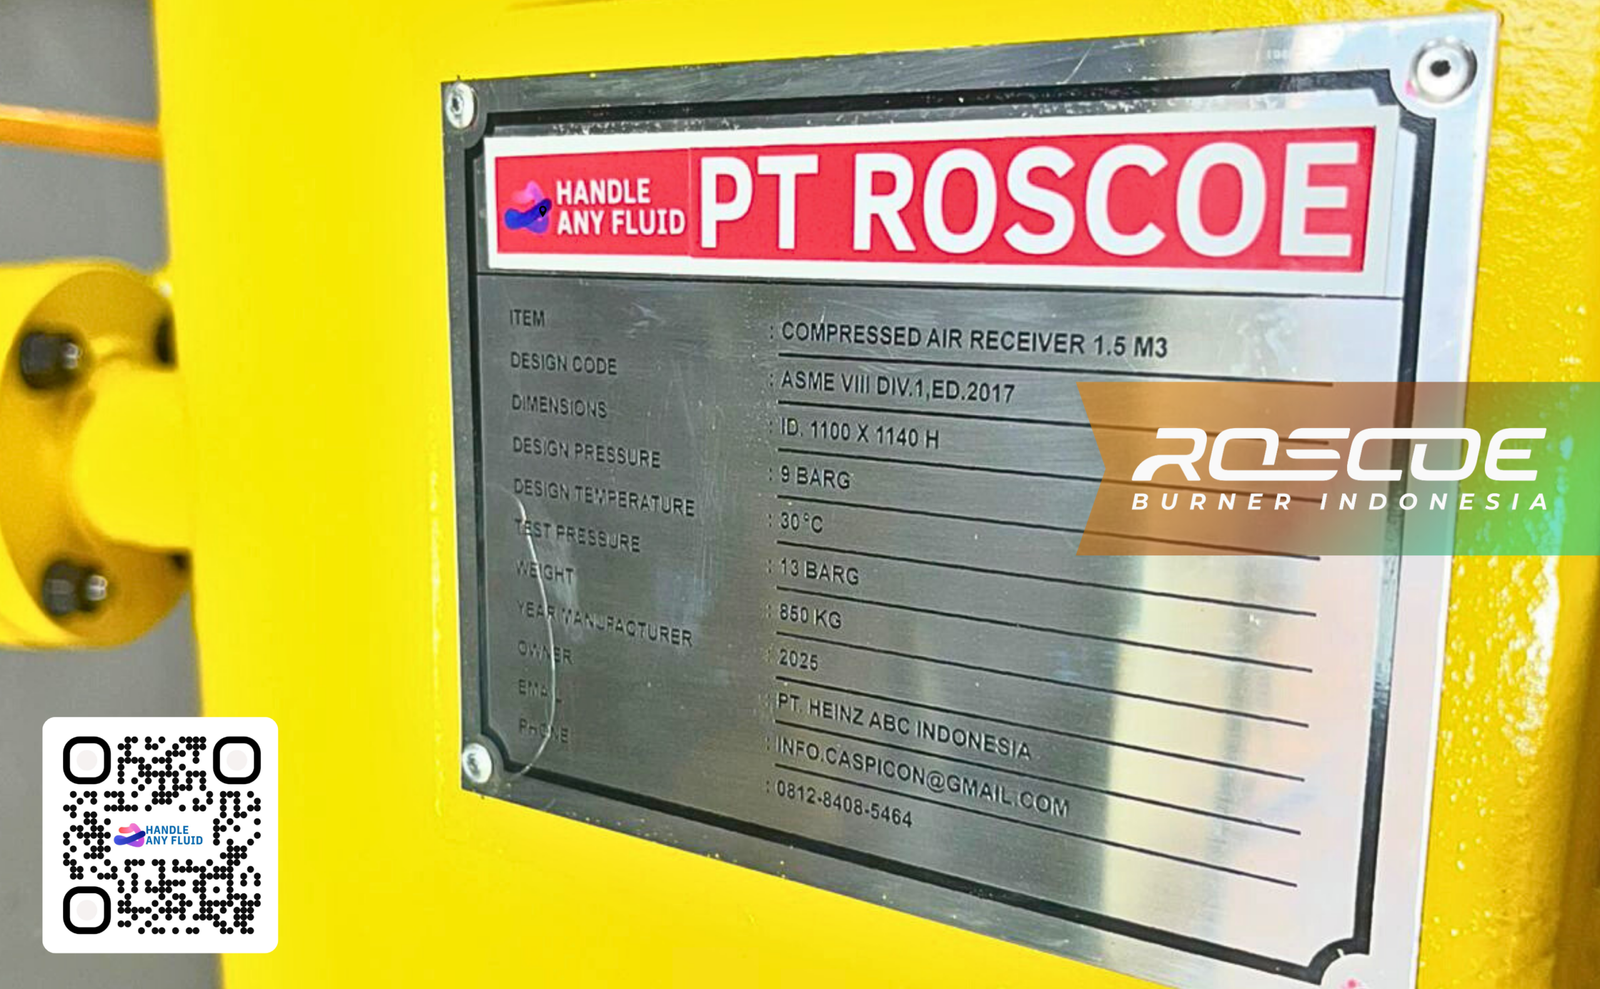 HANDLE
ANY FLUID
PT ROSCOE
ITEM : COMPRESSED AIR RECEIVER 1.5 M3
DESIGN CODE : ASME VIII DIV.1,ED.2017
DIMENSIONS : ID. 1100 X 1140 H
DESIGN PRESSURE : 9 BARG
DESIGN TEMPERATURE : 30°C
TEST PRESSURE : 13 BARG
WEIGHT : 850 KG
YEAR MANUFACTURER : 2025
OWNER : PT. HEINZ ABC INDONESIA
EMAIL : INFO.CASPICON@GMAIL.COM
PHONE : 0812-8408-5464
ROSCOE
BURNER INDONESIA
HANDLE
ANY FLUID